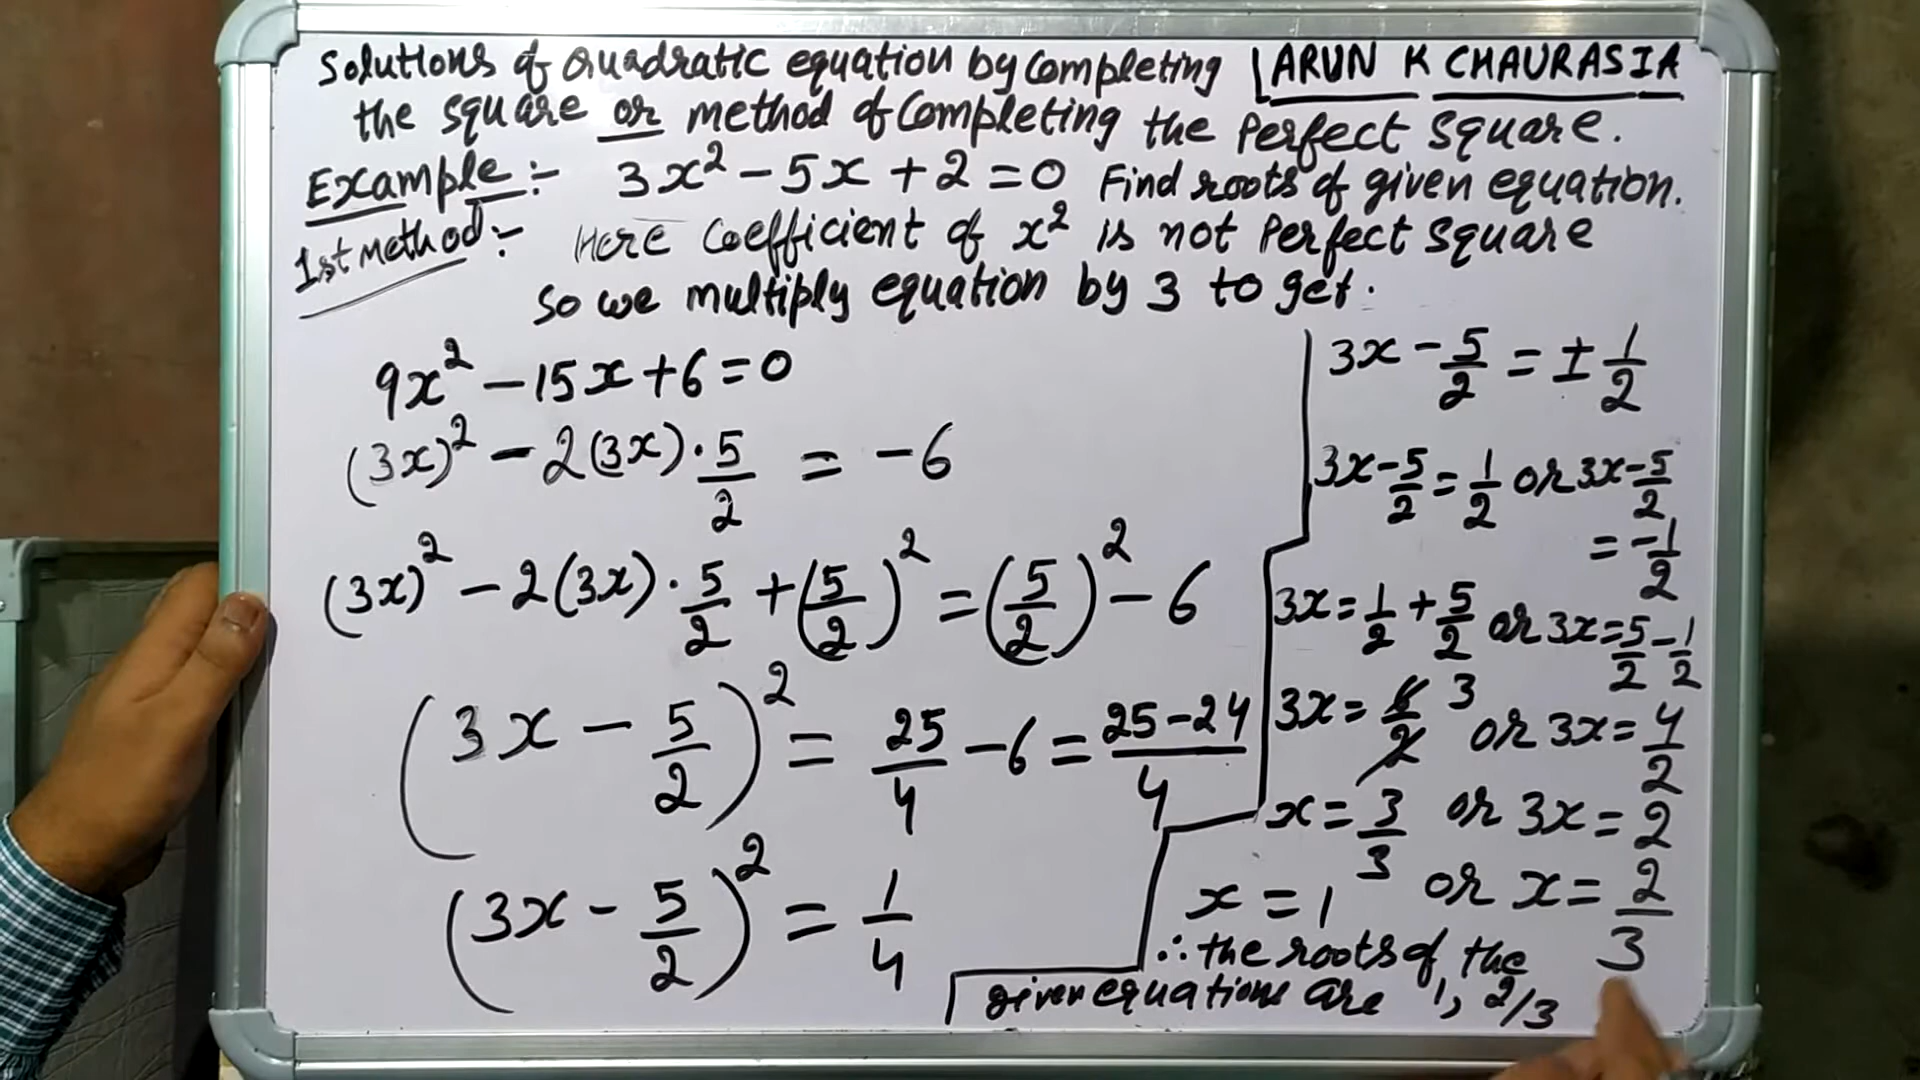 Solutions of Quadratic equation by completing ARUN K CHAURASIA
the square or method of Completing the Perfect Square.
Example:- 3x² - 5x + 2 = 0 Find roots of given equation.
1st Method:- Here Coefficient of x² is not Perfect Square
So we multiply equation by 3 to get.
9x² - 15x + 6 = 0
(3x)² - 2(3x)·5/2 = -6
(3x)² - 2(3x)·5/2 + (5/2)² = (5/2)² - 6
(3x - 5/2)² = 25/4 - 6 = 25-24/4
(3x - 5/2)² = 1/4
3x - 5/2 = ± 1/2
3x - 5/2 = 1/2 or 3x - 5/2
= -1/2
3x = 1/2 + 5/2 or 3x = 5/2 - 1/2
3x = 6/2 3 or 3x = 4/2
x = 3/3 or 3x = 2
x = 1 or x = 2/3
∴ the roots of the
given equations are 1, 2/3